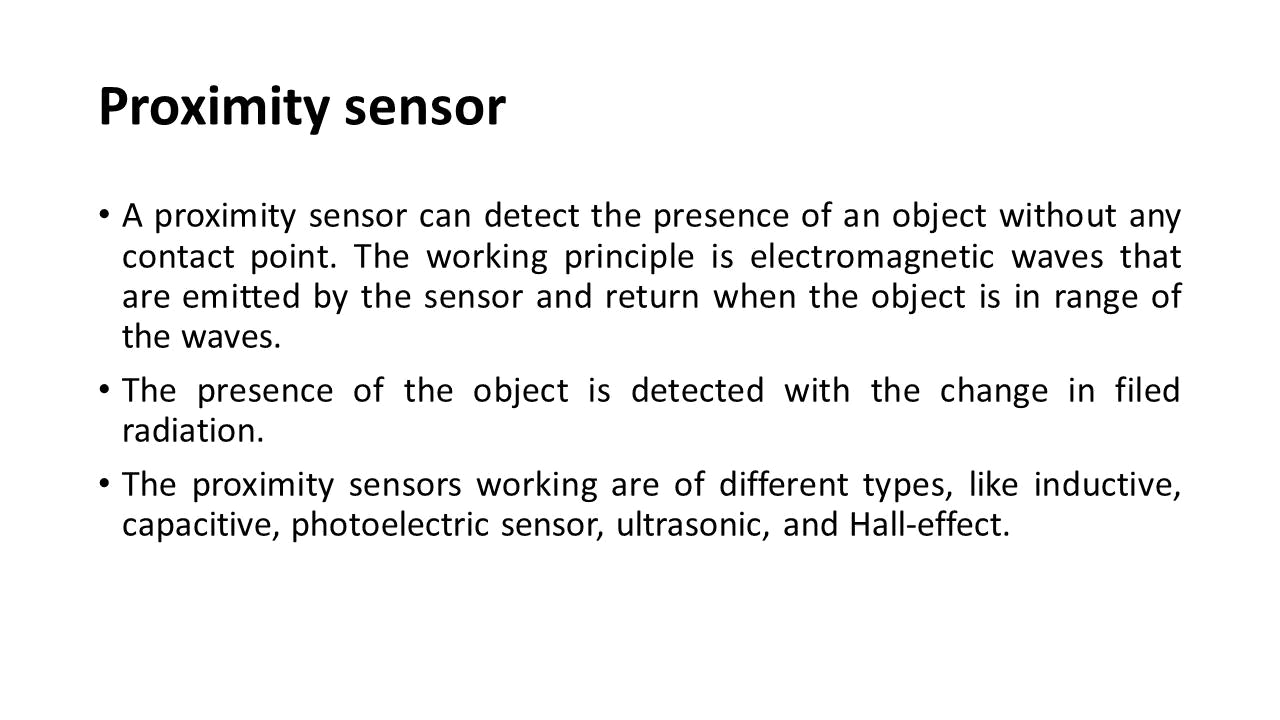 Proximity sensor
• A proximity sensor can detect the presence of an object without any
contact point. The working principle is electromagnetic waves that
are emitted by the sensor and return when the object is in range of
the waves.
• The presence of the object is detected with the change in filed
radiation.
• The proximity sensors working are of different types, like inductive,
capacitive, photoelectric sensor, ultrasonic, and Hall-effect.